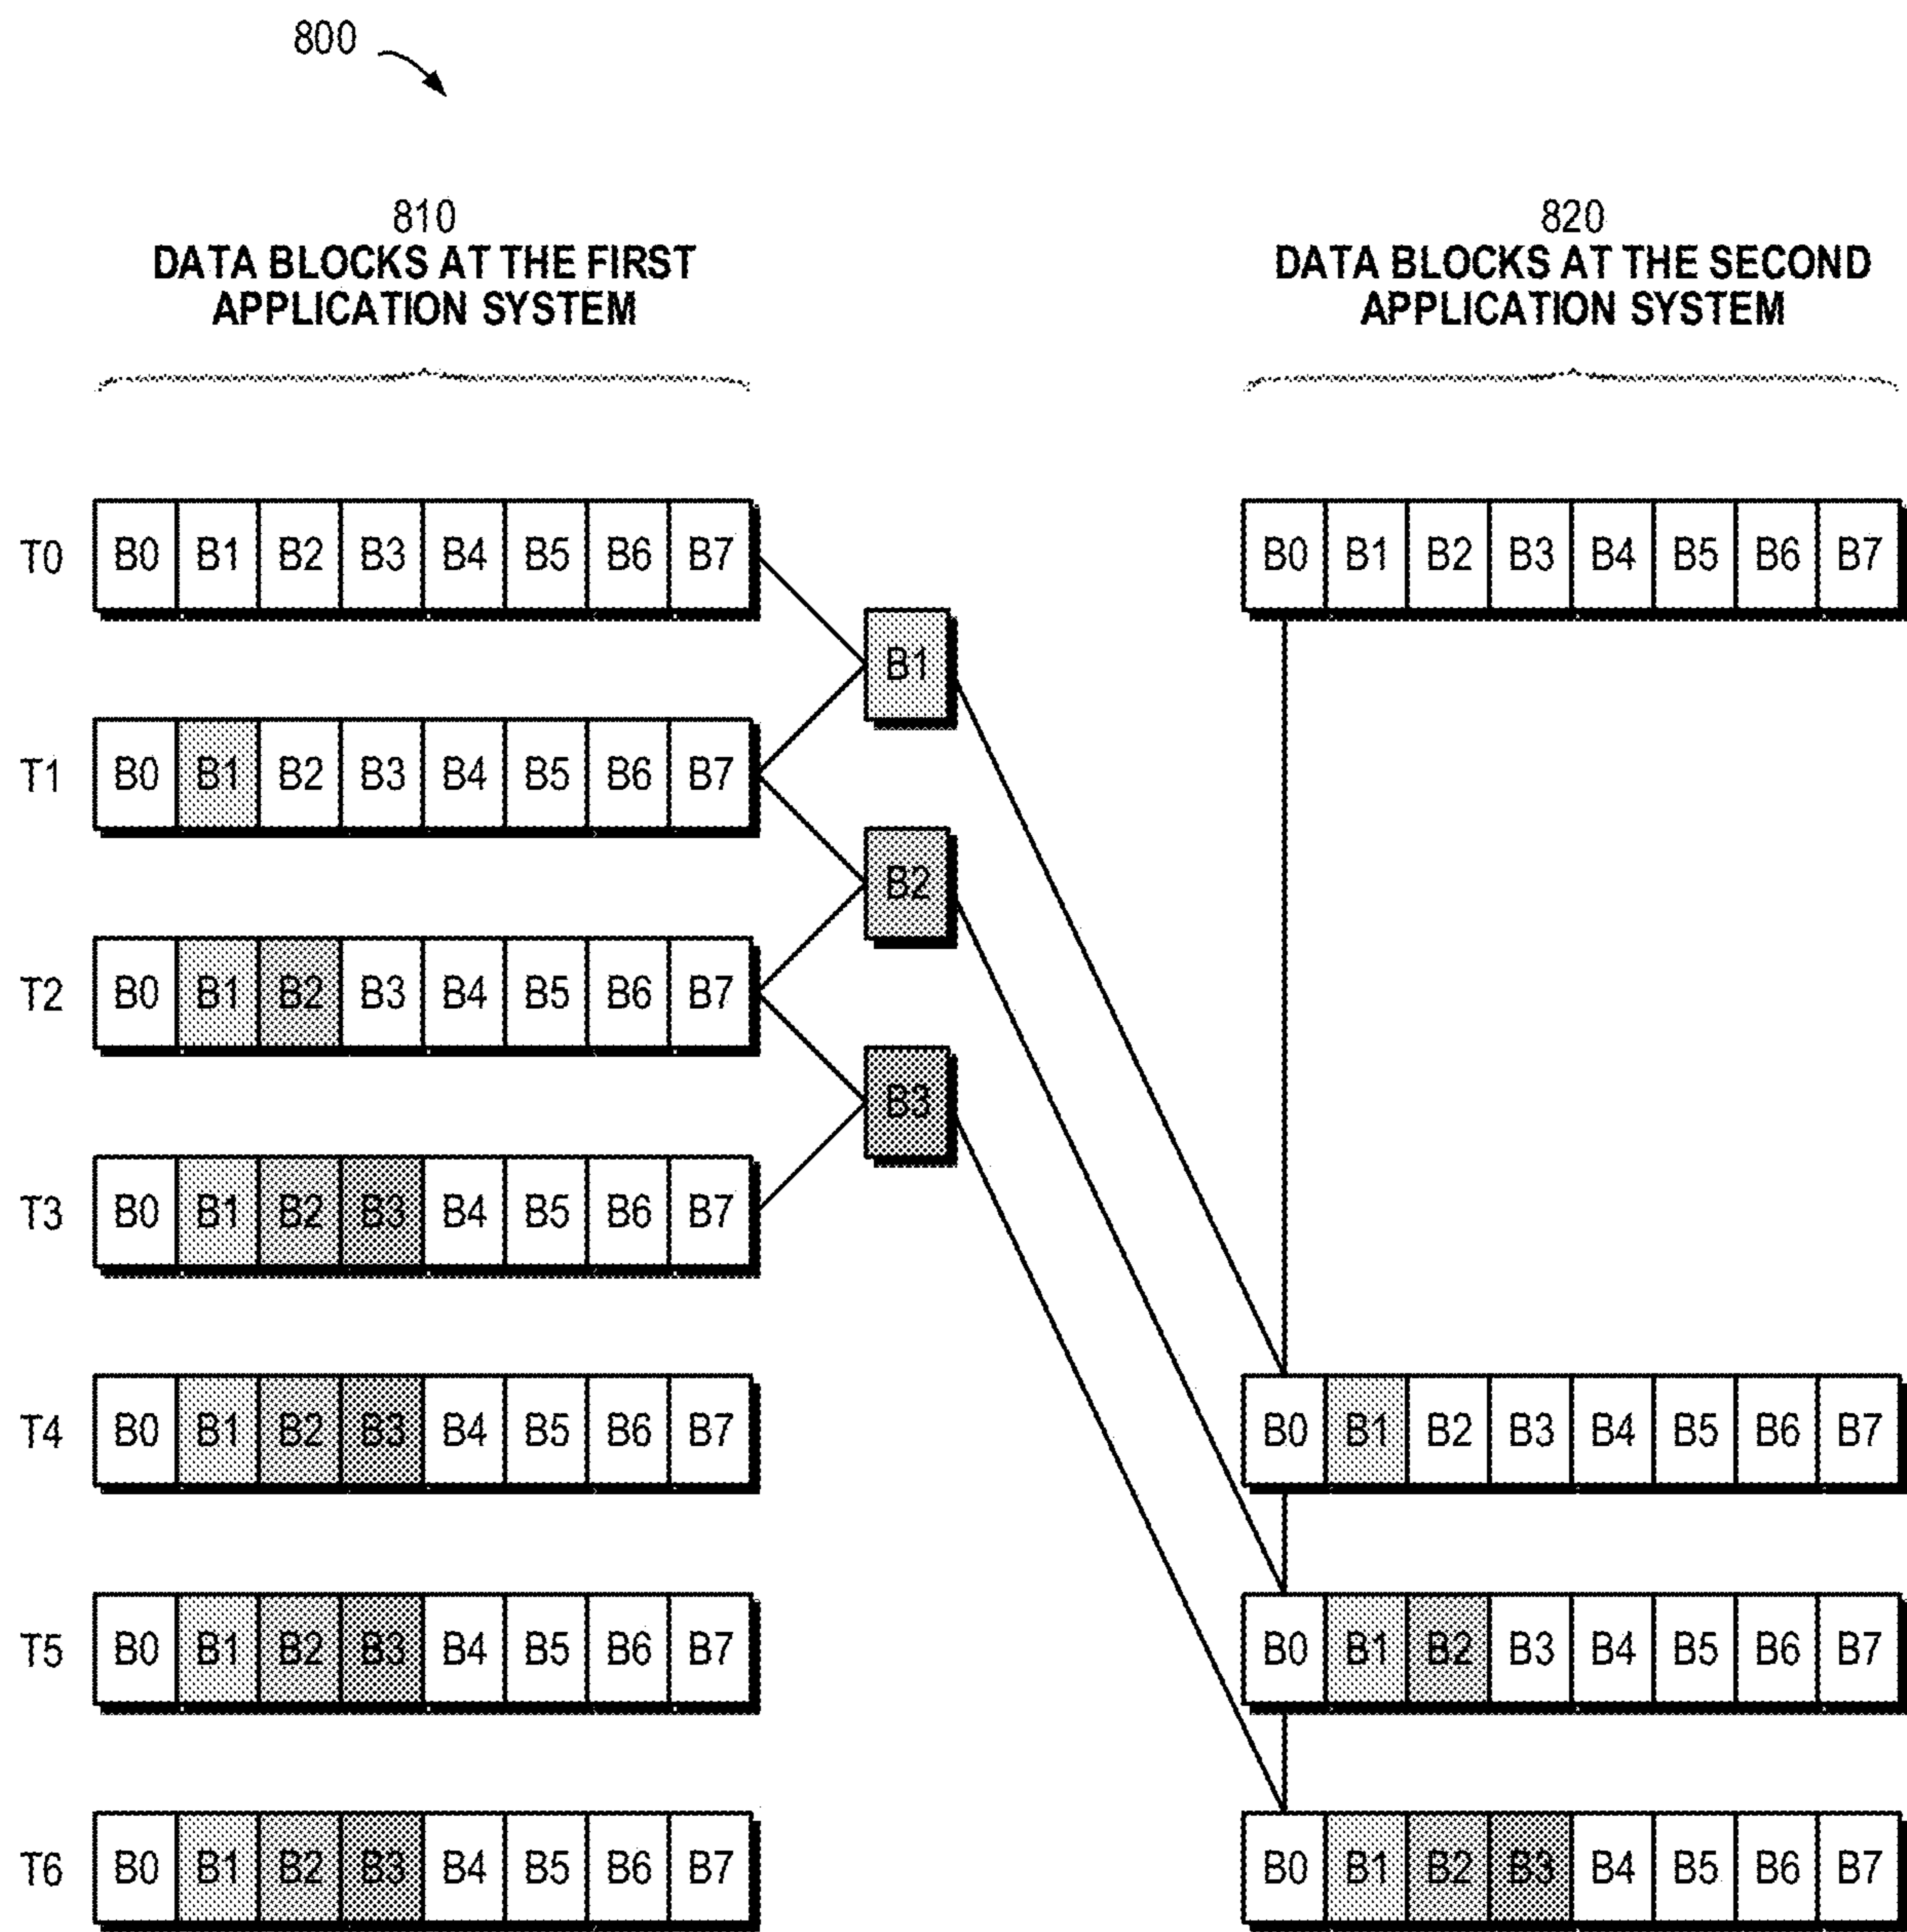 800
810
DATA BLOCKS AT THE FIRST
APPLICATION SYSTEM
820
DATA BLOCKS AT THE SECOND
APPLICATION SYSTEM
T0 B0 B1 B2 B3 B4 B5 B6 B7
B0 B1 B2 B3 B4 B5 B6 B7
B1
T1 B0 B1 B2 B3 B4 B5 B6 B7
B2
T2 B0 B1 B2 B3 B4 B5 B6 B7
B3
T3 B0 B1 B2 B3 B4 B5 B6 B7
T4 B0 B1 B2 B3 B4 B5 B6 B7
B0 B1 B2 B3 B4 B5 B6 B7
T5 B0 B1 B2 B3 B4 B5 B6 B7
B0 B1 B2 B3 B4 B5 B6 B7
T6 B0 B1 B2 B3 B4 B5 B6 B7
B0 B1 B2 B3 B4 B5 B6 B7